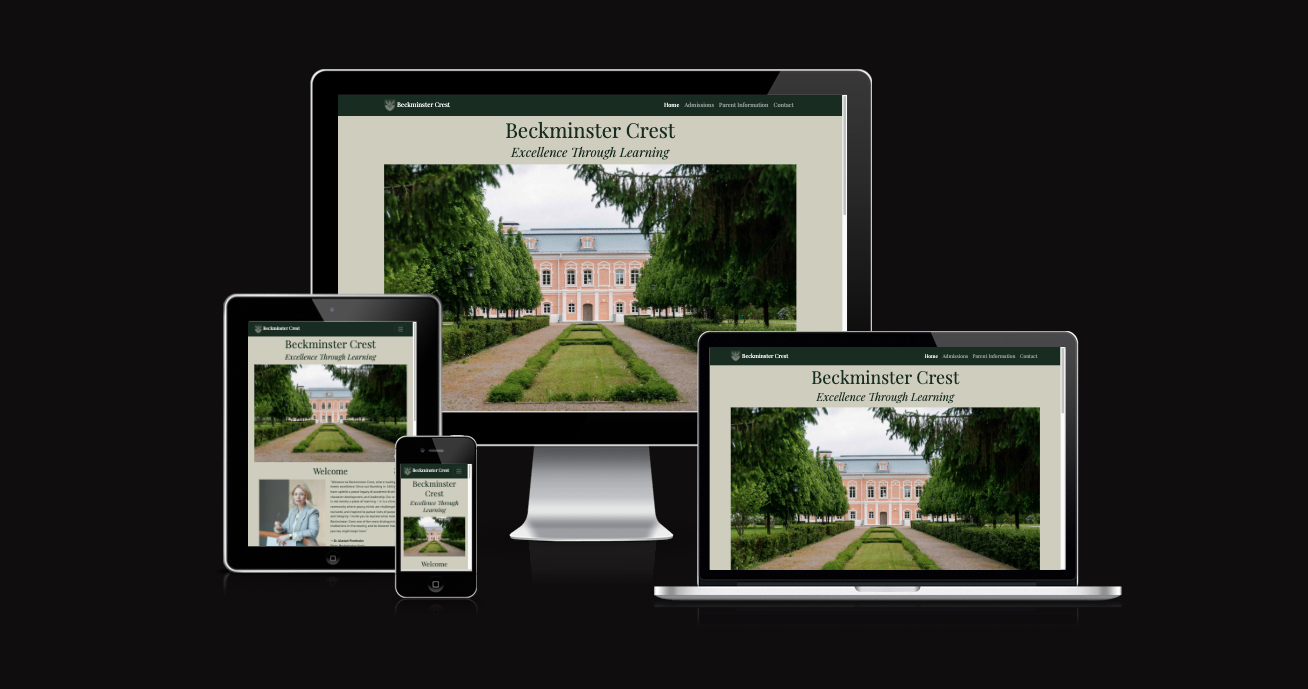 Beckminster Crest
Home Admissions Parent Information Contact
Beckminster Crest
Excellence Through Learning
Beckminster Crest
Beckminster Crest
Excellence Through Learning
Welcome
Beckminster Crest
Beckminster
Crest
Excellence Through
Learning
Welcome
Beckminster Crest
Home Admissions Parent Information Contact
Beckminster Crest
Excellence Through Learning